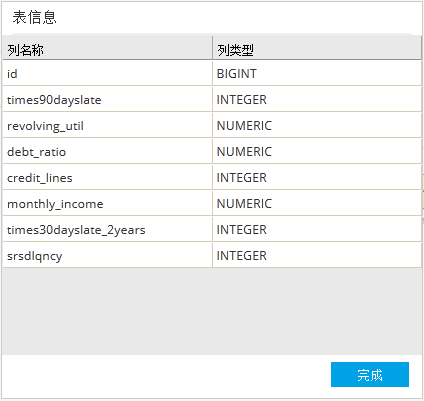 表信息
列名称 列类型
id BIGINT
times90dayslate INTEGER
revolving_util NUMERIC
debt_ratio NUMERIC
credit_lines INTEGER
monthly_income NUMERIC
times30dayslate_2years INTEGER
srsdlqncy INTEGER
完成